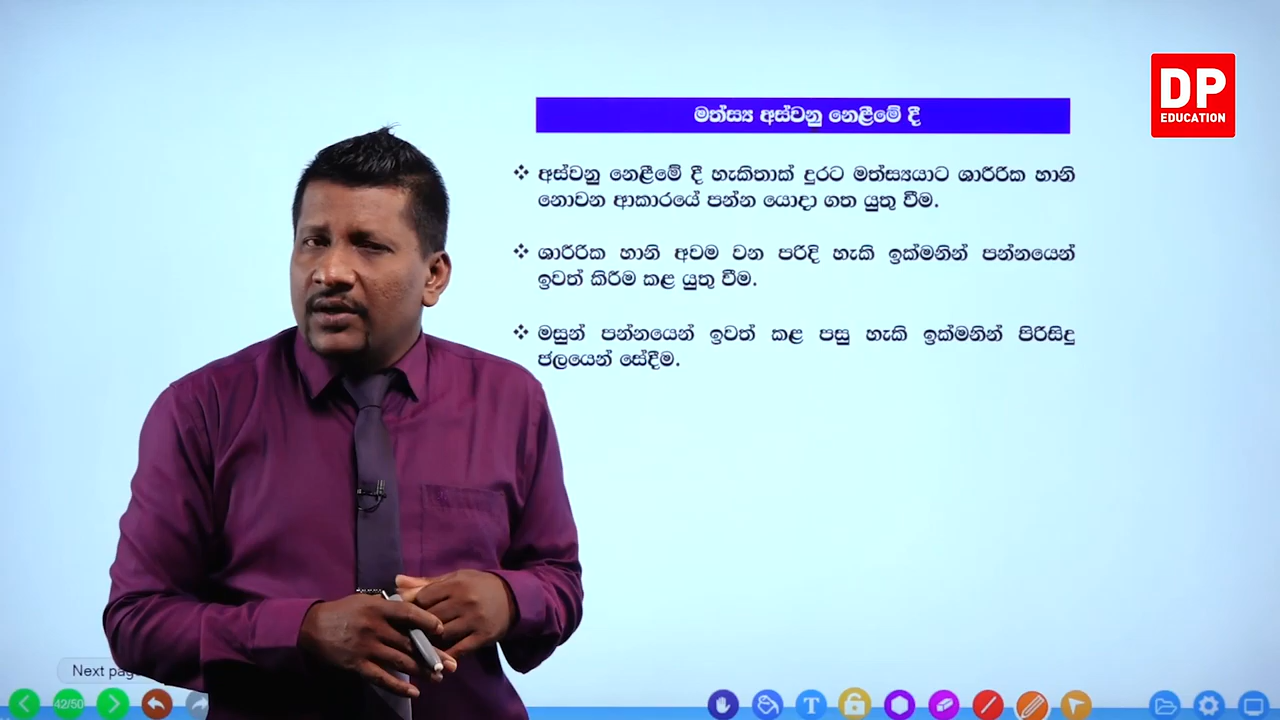 DP
EDUCATION
මත්ස්‍ය අස්වනු නෙළීමේ දී
අස්වනු නෙළීමේ දී හැකිතාක් දුරට මත්ස්‍යයාට ශාරීරික හානි
නොවන ආකාරයේ පන්න යොදා ගත යුතු වීම.
ශාරීරික හානි අවම වන පරිදි හැකි ඉක්මනින් පන්නයෙන්
ඉවත් කිරීම කළ යුතු වීම.
මසුන් පන්නයෙන් ඉවත් කළ පසු හැකි ඉක්මනින් පිරිසිදු
ජලයෙන් සේදීම.
Next pag
42/50